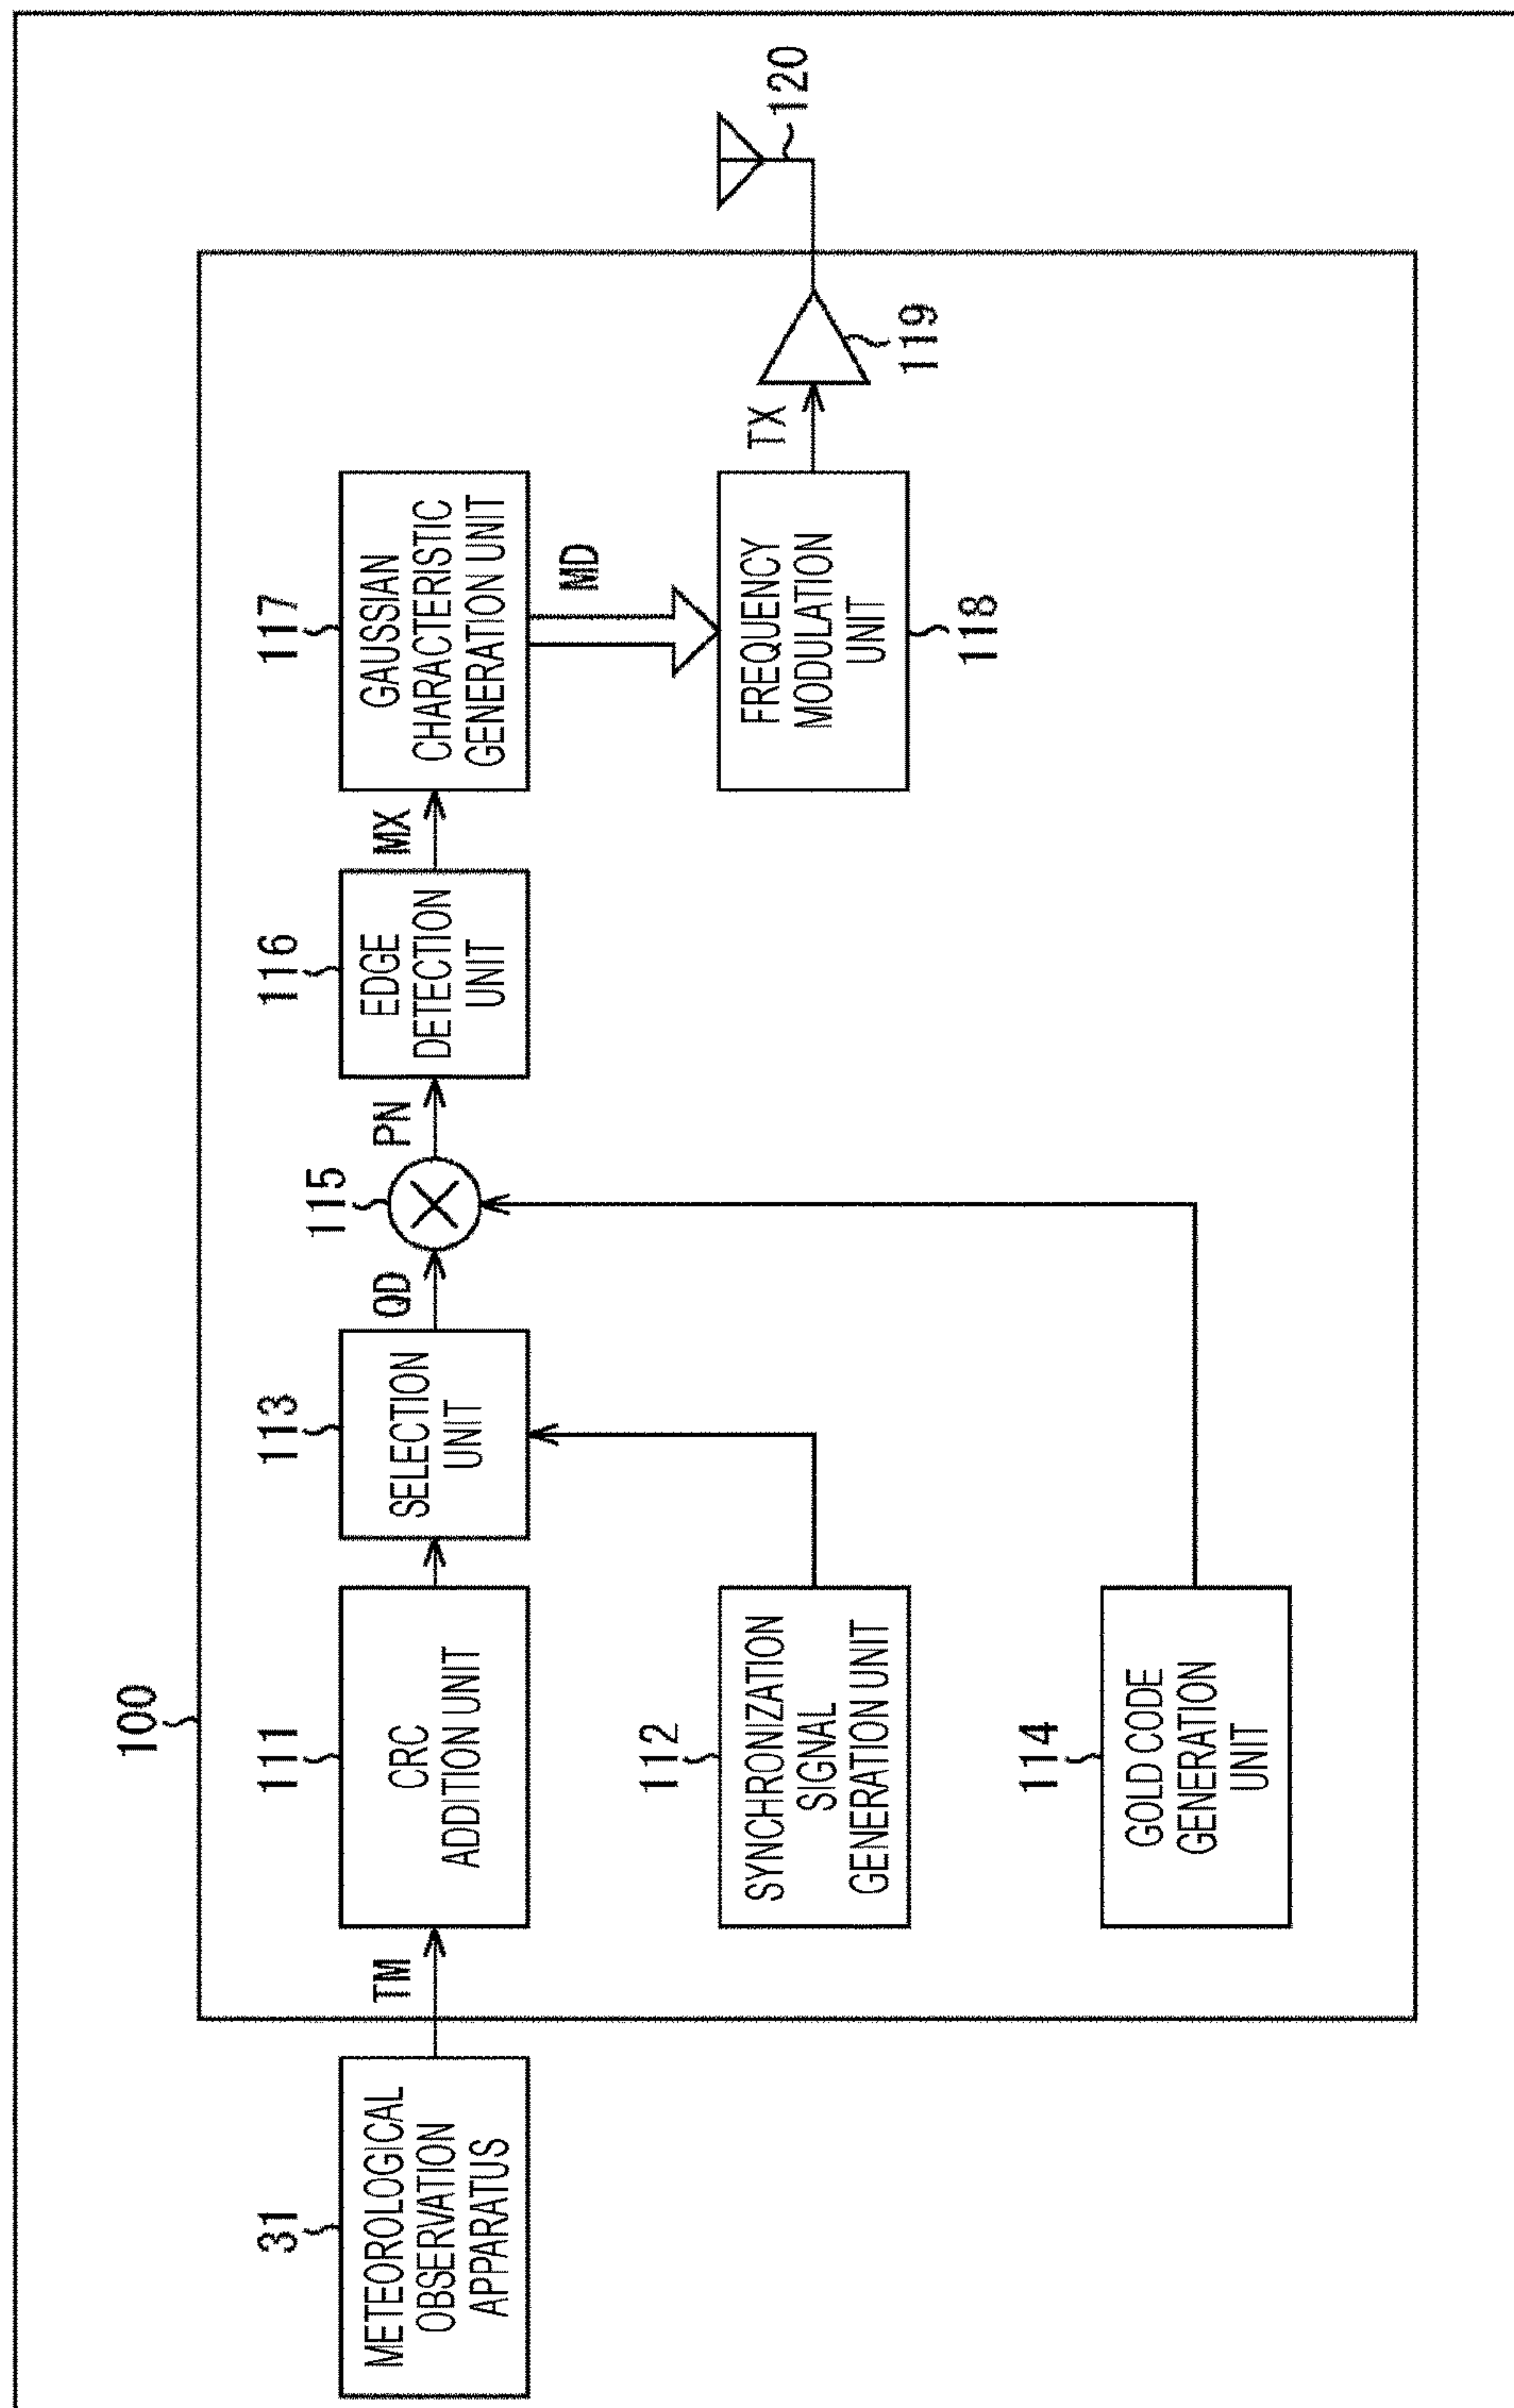 100
31
METEOROLOGICAL
OBSERVATION
APPARATUS
TM
111
CRC
ADDITION UNIT
113
SELECTION
UNIT
QD
115
PN
116
EDGE
DETECTION
UNIT
MX
117
GAUSSIAN
CHARACTERISTIC
GENERATION UNIT
MD
112
SYNCHRONIZATION
SIGNAL
GENERATION UNIT
FREQUENCY
MODULATION
UNIT
118
TX
119
120
114
GOLD CODE
GENERATION
UNIT